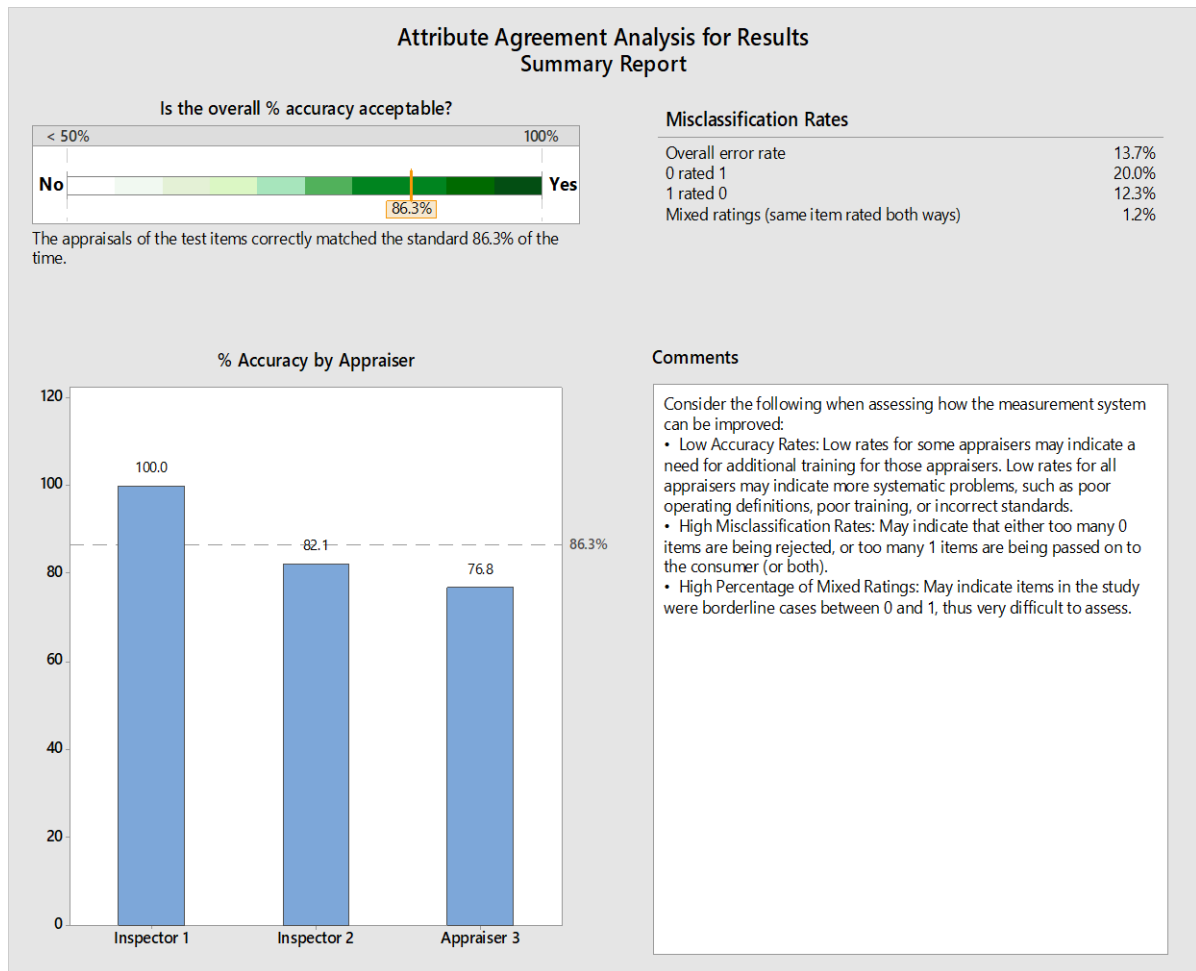 Attribute Agreement Analysis for Results
Summary Report
Is the overall % accuracy acceptable?
< 50%
100%
No
Yes
86.3%
The appraisals of the test items correctly matched the standard 86.3% of the
time.
Misclassification Rates
Overall error rate 13.7%
0 rated 1 20.0%
1 rated 0 12.3%
Mixed ratings (same item rated both ways) 1.2%
% Accuracy by Appraiser
120
100
80
60
40
20
0
100.0
82.1
76.8
86.3%
Inspector 1
Inspector 2
Appraiser 3
Comments
Consider the following when assessing how the measurement system
can be improved:
• Low Accuracy Rates: Low rates for some appraisers may indicate a
need for additional training for those appraisers. Low rates for all
appraisers may indicate more systematic problems, such as poor
operating definitions, poor training, or incorrect standards.
• High Misclassification Rates: May indicate that either too many 0
items are being rejected, or too many 1 items are being passed on to
the consumer (or both).
• High Percentage of Mixed Ratings: May indicate items in the study
were borderline cases between 0 and 1, thus very difficult to assess.